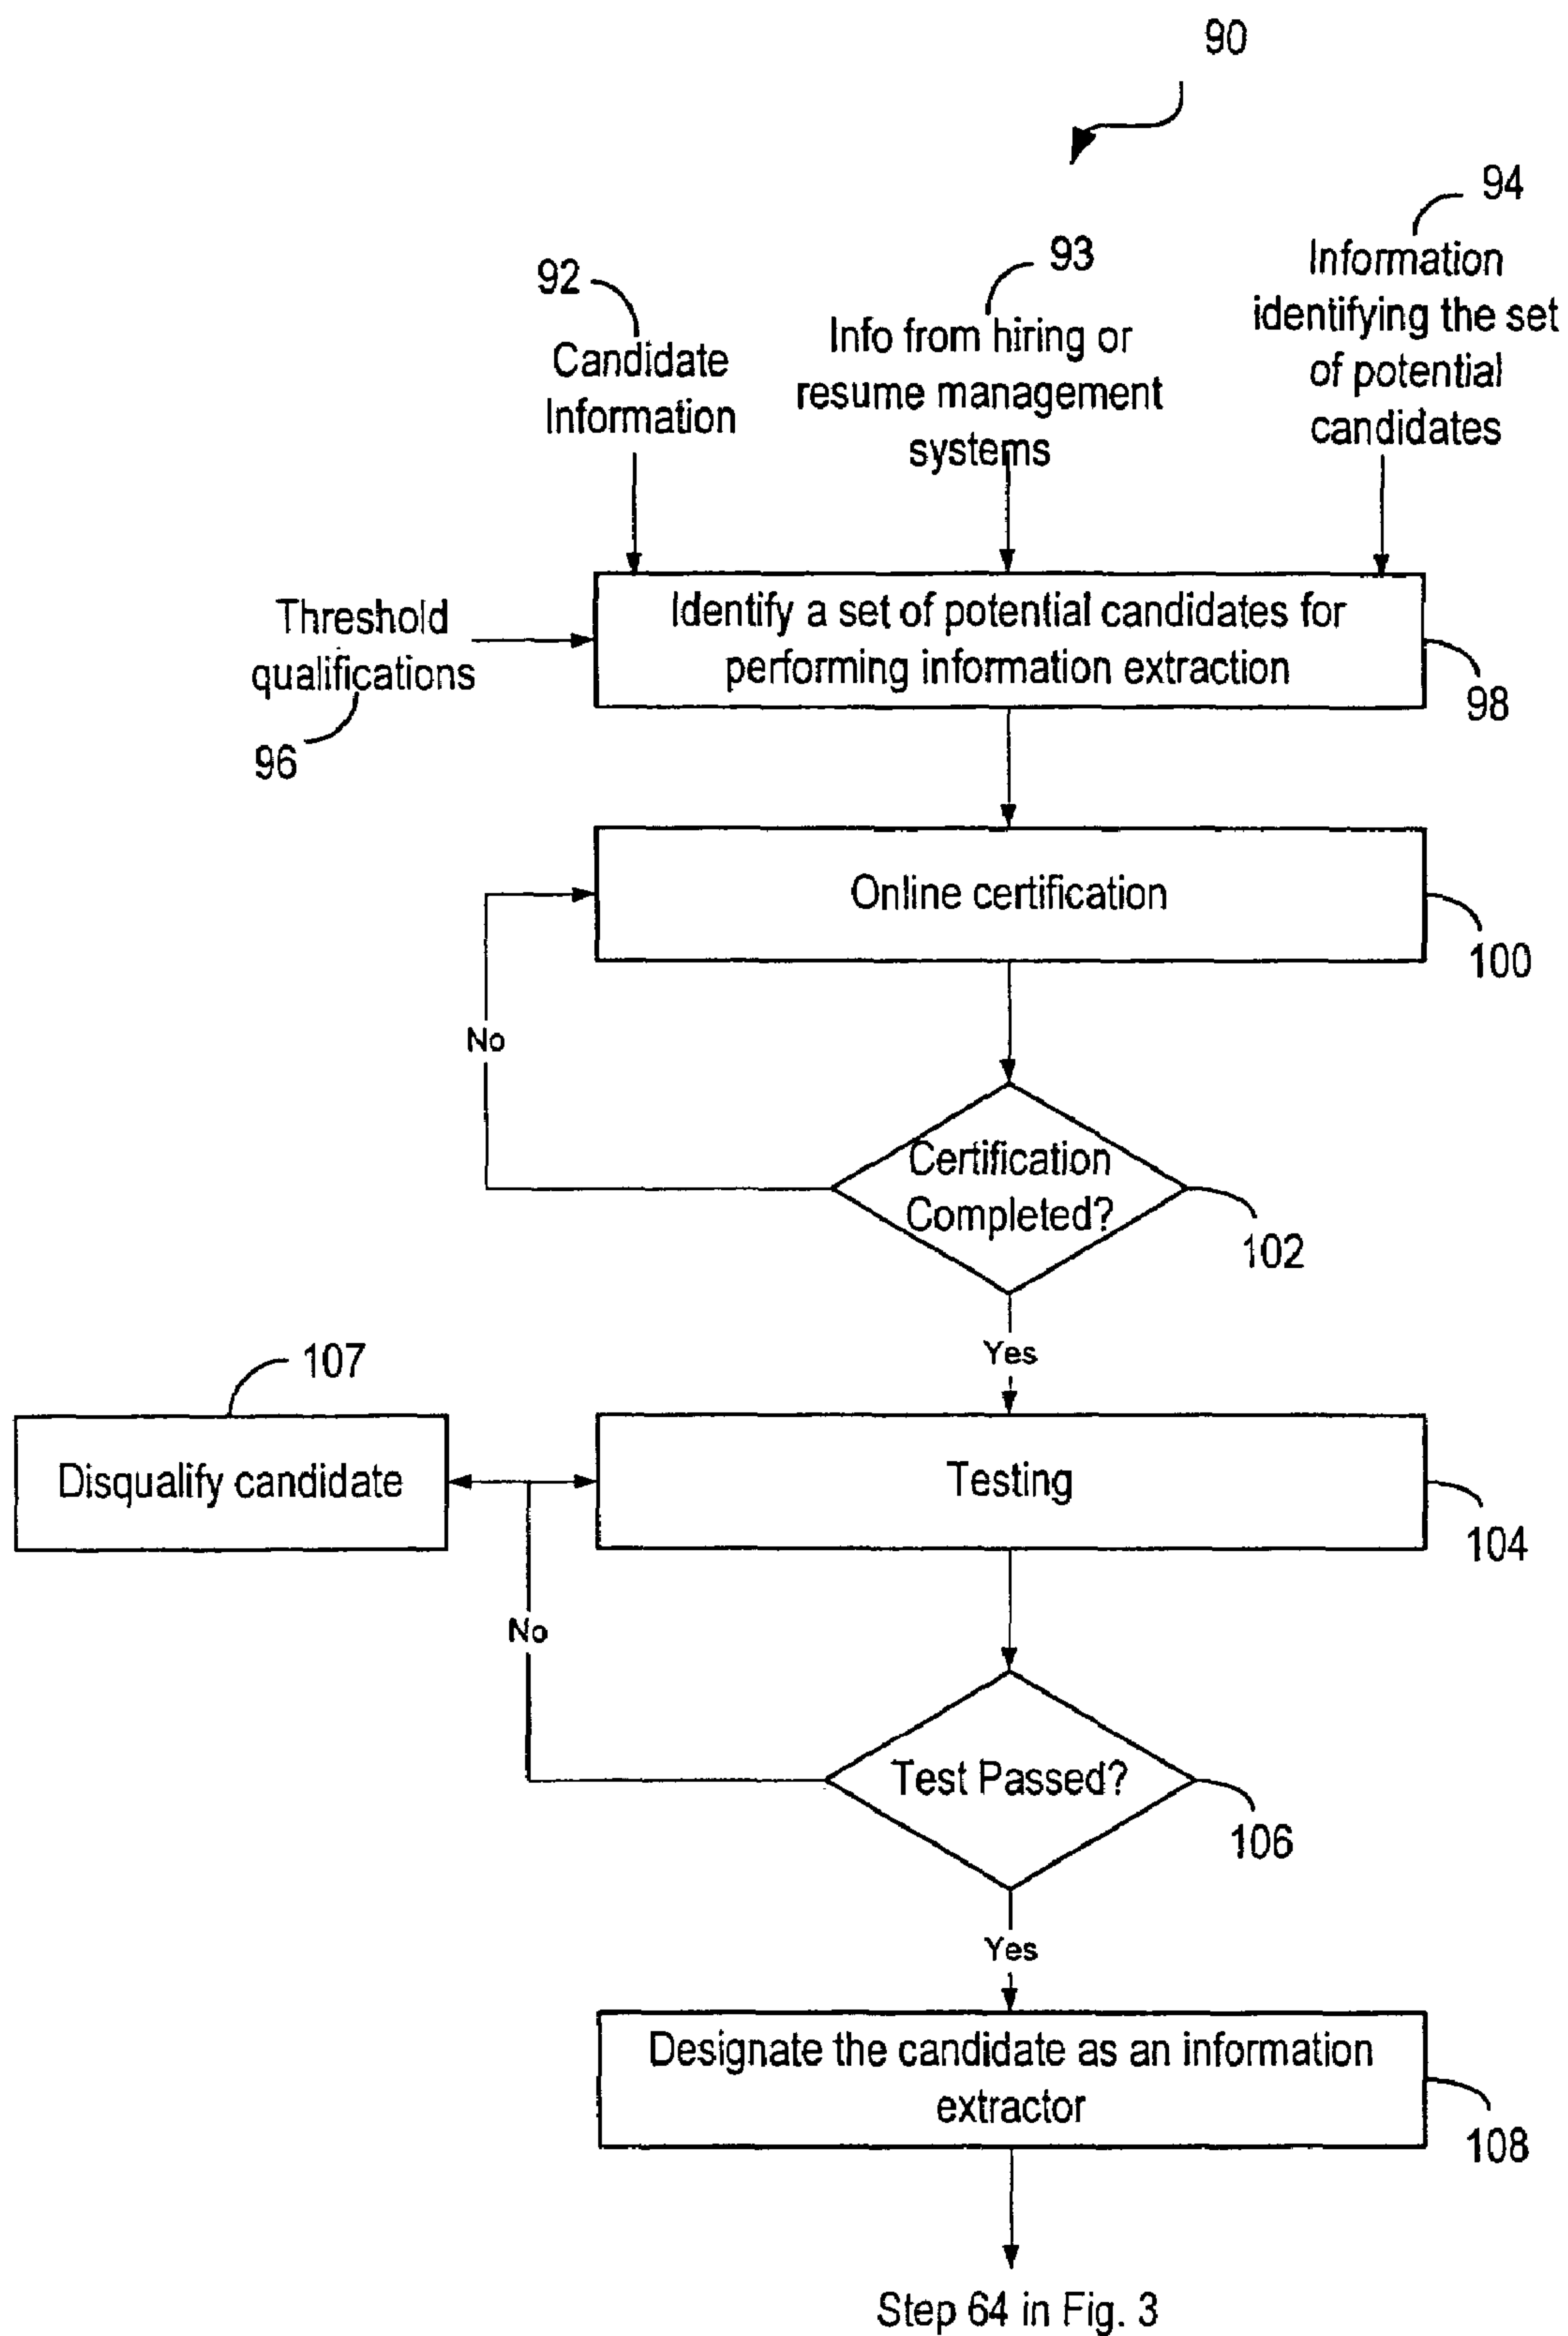 90
94
Information
identifying the set
of potential
candidates
93
Info from hiring or
resume management
systems
92
Candidate
Information
Threshold
qualifications
96
Identify a set of potential candidates for
performing information extraction
98
Online certification
100
No
Certification
Completed?
102
Yes
107
Disqualify candidate
Testing
104
No
Test Passed?
106
Yes
Designate the candidate as an information
extractor
108
Step 64 in Fig. 3